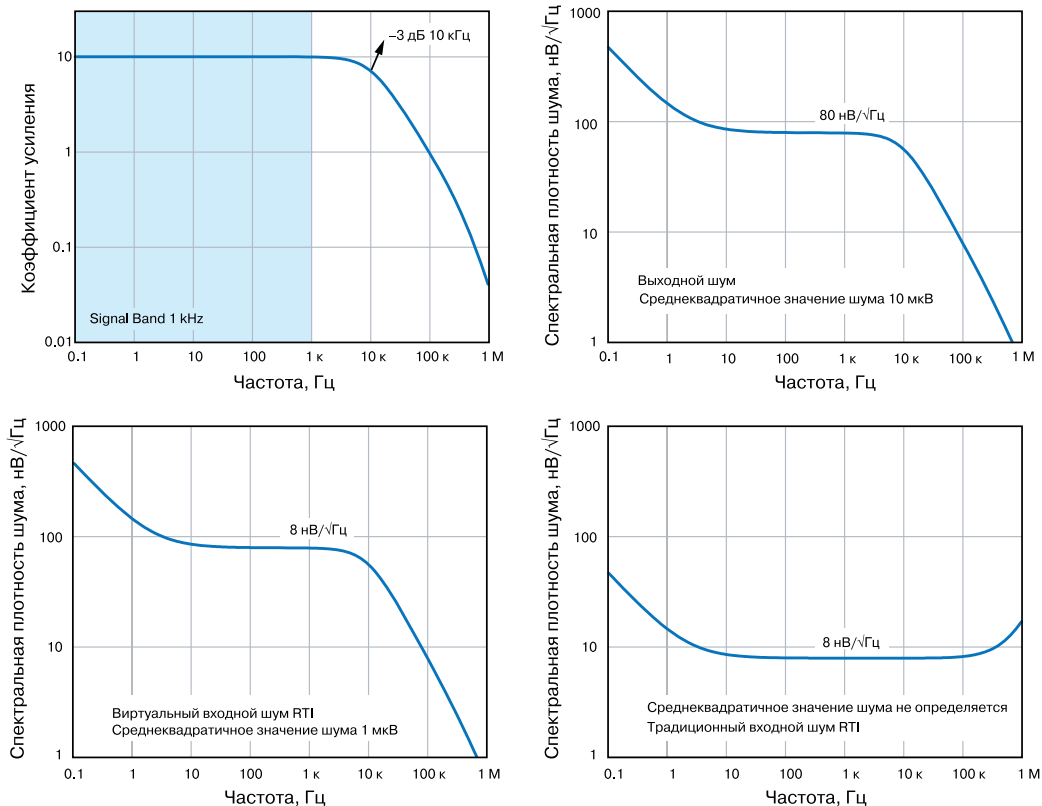 Коэффициент усиления
10
1
0.1
0.01
–3 дБ 10 кГц
Signal Band 1 kHz
0.1 1 10 100 1 к 10 к 100 к 1 М
Частота, Гц
Спектральная плотность шума, нВ/√Гц
1000
100
10
1
80 нВ/√Гц
Выходной шум
Среднеквадратичное значение шума 10 мкВ
0.1 1 10 100 1 к 10 к 100 к 1 М
Частота, Гц
Спектральная плотность шума, нВ/√Гц
1000
100
10
1
8 нВ/√Гц
Виртуальный входной шум RTI
Среднеквадратичное значение шума 1 мкВ
0.1 1 10 100 1 к 10 к 100 к 1 М
Частота, Гц
Спектральная плотность шума, нВ/√Гц
1000
100
10
1
8 нВ/√Гц
Среднеквадратичное значение шума не определяется
Традиционный входной шум RTI
0.1 1 10 100 1 к 10 к 100 к 1 М
Частота, Гц